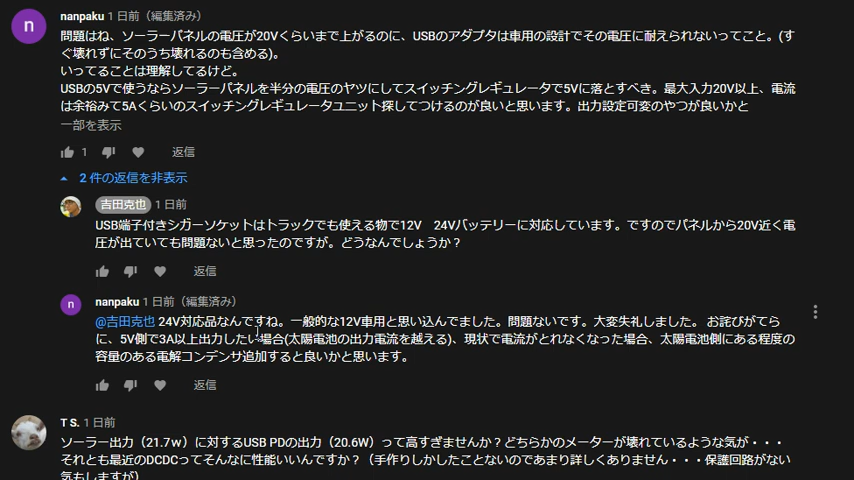 n
nanpaku 1 日前（編集済み）
問題はね、ソーラーパネルの電圧が20Vくらいまで上がるのに、USBのアダプタは車用の設計でその電圧に耐えられないってこと。(す
ぐ壊れずにそのうち壊れるのも含める)。
いってることは理解してるけど。
USBの5Vで使うならソーラーパネルを半分の電圧のヤツにしてスイッチングレギュレータで5Vに落とすべき。最大入力20V以上、電流
は余裕みて5Aくらいのスイッチングレギュレータユニット探してつけるのが良いと思います。出力設定可変のやつが良いかと
一部を表示
1 返信
2 件の返信を非表示
吉田克也 1 日前
USB端子付きシガーソケットはトラックでも使える物で12V　24Vバッテリーに対応しています。ですのでパネルから20V近く電
圧が出ていても問題ないと思ったのですが。どうなんでしょうか？
返信
n
nanpaku 1 日前（編集済み）
@吉田克也 24V対応品なんですね。一般的な12V車用と思い込んでました。問題ないです。大変失礼しました。 お詫びがてら
に、5V側で3A以上出力したい場合(太陽電池の出力電流を越える)、現状で電流がとれなくなった場合、太陽電池側にある程度の
容量のある電解コンデンサ追加すると良いかと思います。
返信
T S. 1 日前
ソーラー出力（21.7ｗ）に対するUSB PDの出力（20.6W）って高すぎませんか？どちらかのメーターが壊れているような気が・・・
それとも最近のDCDCってそんなに性能いいんですか？（手作りしかしたことないのであまり詳しくありません・・・保護回路がない
気もしますが）